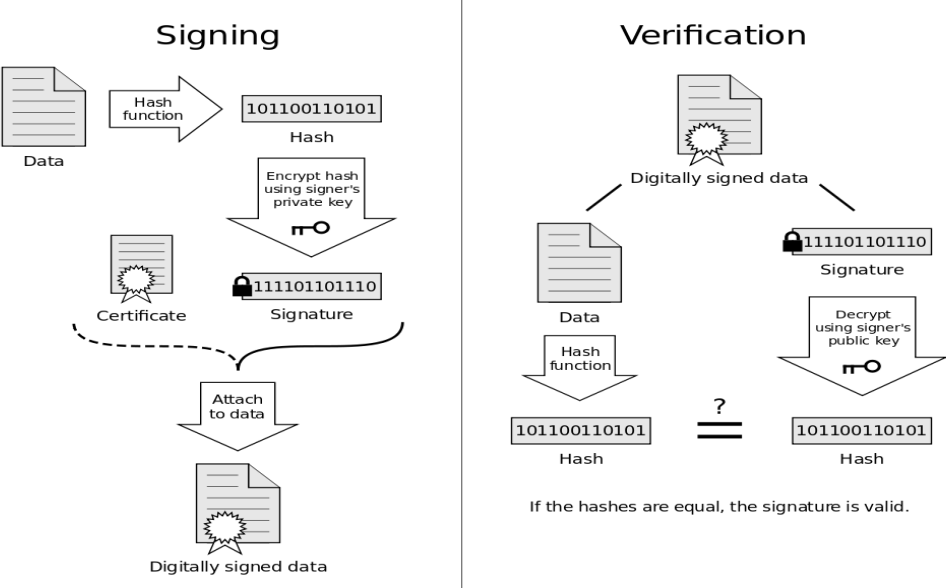 Signing
Hash
function
101100110101
Hash
Data
Encrypt hash
using signer's
private key
111101101110
Signature
Certificate
Attach
to data
Digitally signed data
Verification
Digitally signed data
Data
111101101110
Signature
Hash
function
Decrypt
using signer's
public key
101100110101
Hash
?
=
101100110101
Hash
If the hashes are equal, the signature is valid.